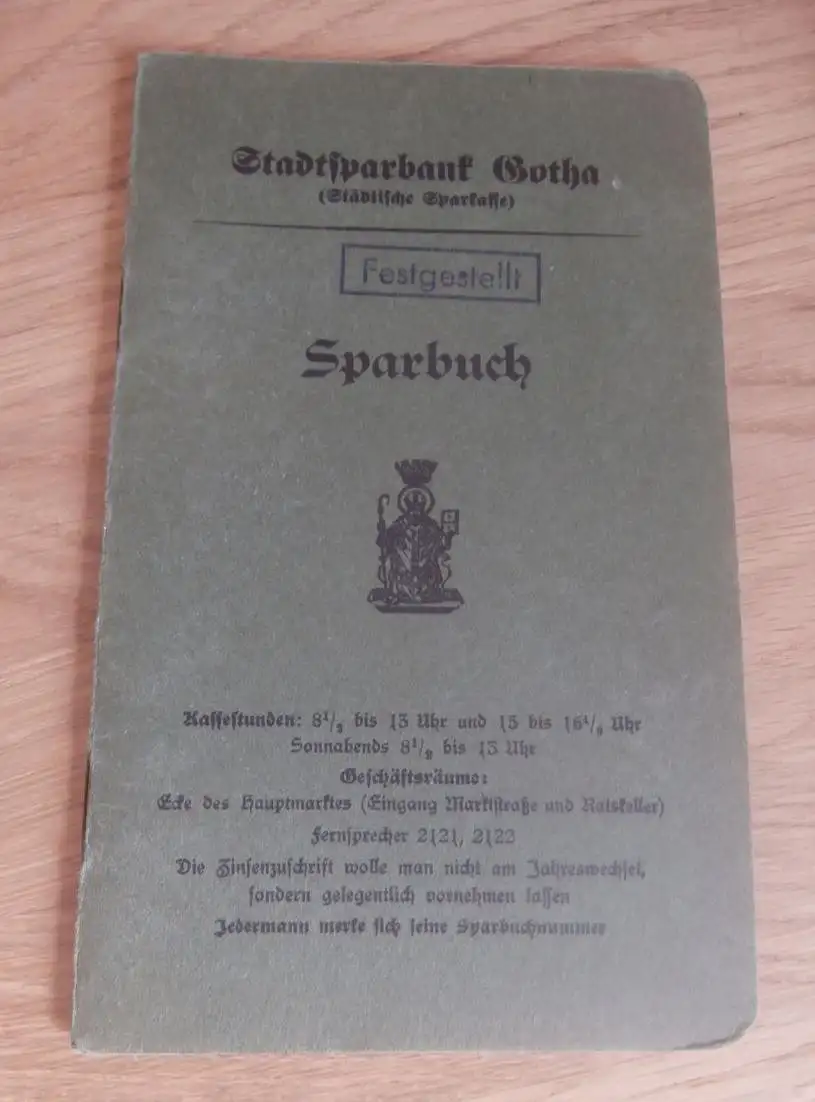 Stadtsparbank Gotha
(Städtische Sparkasse)
Festgestellt
Sparbuch
Kassestunden: 8¹/₂ bis 13 Uhr und 15 bis 16¹/₂ Uhr
Sonnabends 8¹/₂ bis 13 Uhr
Geschäftsräume:
Ecke des Hauptmarktes (Eingang Marktstraße und Ratskeller)
Fernsprecher 2121, 2122
Die Zinsenzuschrift wolle man nicht am Jahreswechsel,
sondern gelegentlich vornehmen lassen
Jedermann merke sich seine Sparbuchnummer